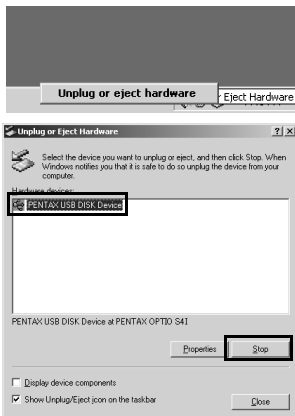 Unplug or eject hardware
Eject Hardware
Unplug or Eject Hardware
Select the device you want to unplug or eject, and then click Stop. When
Windows notifies you that it is safe to do so unplug the device from your
computer.
Hardware devices:
PENTAX USB DISK Device
PENTAX USB DISK Device at PENTAX OPTIO S4I
Properties
Stop
Display device components
Show Unplug/Eject icon on the taskbar
Close